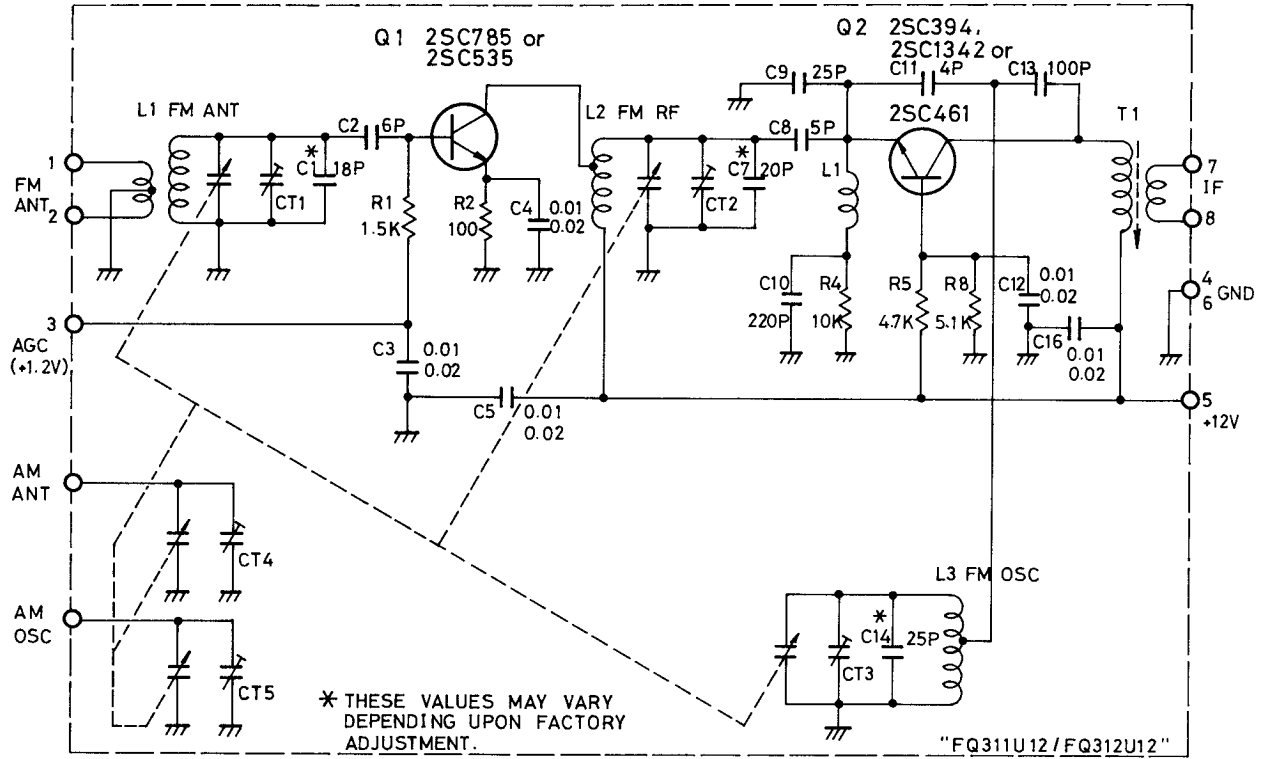 Q1 2SC785 or
2SC535
Q2 2SC394,
2SC1342 or
2SC461
C9 25P
C11 4P
C13 100P
L1 FM ANT
C2 6P
L2 FM RF
C8 5P
T1
1
FM
ANT
2
CT1
*
C1 18P
R1
1.5K
R2
100
C4 0.01
0.02
CT2
*
C7 20P
L1
7
IF
8
C10
220P
R4
10K
R5
4.7K
R8
5.1K
C12 0.01
0.02
C16
0.01
0.02
4
6 GND
3
AGC
(+1.2V)
C3 0.01
0.02
C5 0.01
0.02
5
+12V
AM
ANT
CT4
AM
OSC
CT5
L3 FM OSC
*
C14 25P
CT3
* THESE VALUES MAY VARY
DEPENDING UPON FACTORY
ADJUSTMENT.
"FQ311U12/FQ312U12"